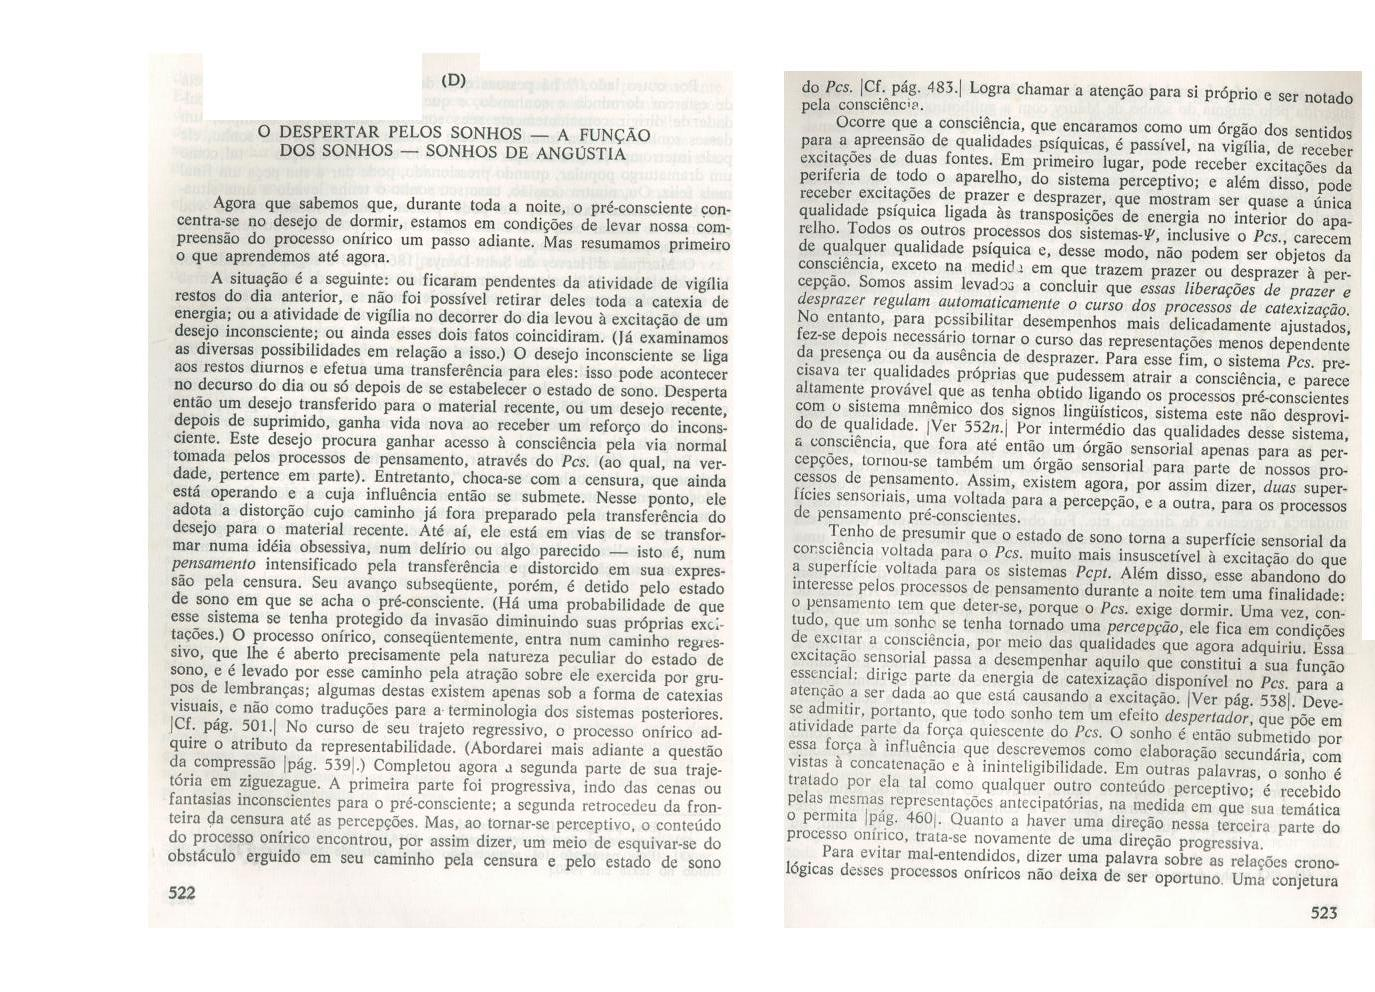 (D)
O DESPERTAR PELOS SONHOS — A FUNÇÃO
DOS SONHOS — SONHOS DE ANGÚSTIA
Agora que sabemos que, durante toda a noite, o pré-consciente con-
centra-se no desejo de dormir, estamos em condições de levar nossa com-
preensão do processo onírico um passo adiante. Mas resumamos primeiro
o que aprendemos até agora.
A situação é a seguinte: ou ficaram pendentes da atividade de vigília
restos do dia anterior, e não foi possível retirar deles toda a catexia de
energia; ou a atividade de vigília no decorrer do dia levou à excitação de um
desejo inconsciente; ou ainda esses dois fatos coincidiram. (Já examinamos
as diversas possibilidades em relação a isso.) O desejo inconsciente se liga
aos restos diurnos e efetua uma transferência para eles: isso pode acontecer
no decurso do dia ou só depois de se estabelecer o estado de sono. Desperta
então um desejo transferido para o material recente, ou um desejo recente,
depois de suprimido, ganha vida nova ao receber um reforço do incons-
ciente. Este desejo procura ganhar acesso à consciência pela via normal
tomada pelos processos de pensamento, através do Pcs. (ao qual, na ver-
dade, pertence em parte). Entretanto, choca-se com a censura, que ainda
está operando e a cuja influência então se submete. Nesse ponto, ele
adota a distorção cujo caminho já fora preparado pela transferência do
desejo para o material recente. Até aí, ele está em vias de se transfor-
mar numa idéia obsessiva, num delírio ou algo parecido — isto é, num
pensamento intensificado pela transferência e distorcido em sua expres-
são pela censura. Seu avanço subseqüente, porém, é detido pelo estado
de sono em que se acha o pré-consciente. (Há uma probabilidade de que
esse sistema se tenha protegido da invasão diminuindo suas próprias exci-
tações.) O processo onírico, conseqüentemente, entra num caminho regres-
sivo, que lhe é aberto precisamente pela natureza peculiar do estado de
sono, e é levado por esse caminho pela atração sobre ele exercida por gru-
pos de lembranças; algumas destas existem apenas sob a forma de catexias
visuais, e não como traduções para a terminologia dos sistemas posteriores.
|Cf. pág. 501.| No curso de seu trajeto regressivo, o processo onírico ad-
quire o atributo da representabilidade. (Abordarei mais adiante a questão
da compressão |pág. 539|.) Completou agora a segunda parte de sua traje-
tória em ziguezague. A primeira parte foi progressiva, indo das cenas ou
fantasias inconscientes para o pré-consciente; a segunda retrocedeu da fron-
teira da censura até as percepções. Mas, ao tornar-se perceptivo, o conteúdo
do processo onírico encontrou, por assim dizer, um meio de esquivar-se do
obstáculo erguido em seu caminho pela censura e pelo estado de sono
522
do Pcs. |Cf. pág. 483.| Logra chamar a atenção para si próprio e ser notado
pela consciência.
Ocorre que a consciência, que encaramos como um órgão dos sentidos
para a apreensão de qualidades psíquicas, é passível, na vigília, de receber
excitações de duas fontes. Em primeiro lugar, pode receber excitações da
periferia de todo o aparelho, do sistema perceptivo; e além disso, pode
receber excitações de prazer e desprazer, que mostram ser quase a única
qualidade psíquica ligada às transposições de energia no interior do apa-
relho. Todos os outros processos dos sistemas-Ψ, inclusive o Pcs., carecem
de qualquer qualidade psíquica e, desse modo, não podem ser objetos da
consciência, exceto na medida em que trazem prazer ou desprazer à per-
cepção. Somos assim levados a concluir que essas liberações de prazer e
desprazer regulam automaticamente o curso dos processos de catexização.
No entanto, para possibilitar desempenhos mais delicadamente ajustados,
fez-se depois necessário tornar o curso das representações menos dependente
da presença ou da ausência de desprazer. Para esse fim, o sistema Pcs. pre-
cisava ter qualidades próprias que pudessem atrair a consciência, e parece
altamente provável que as tenha obtido ligando os processos pré-conscientes
com o sistema mnêmico dos signos lingüísticos, sistema este não desprovi-
do de qualidade. |Ver 552n.| Por intermédio das qualidades desse sistema,
a consciência, que fora até então um órgão sensorial apenas para as per-
cepções, tornou-se também um órgão sensorial para parte de nossos pro-
cessos de pensamento. Assim, existem agora, por assim dizer, duas super-
fícies sensoriais, uma voltada para a percepção, e a outra, para os processos
de pensamento pré-conscientes.
Tenho de presumir que o estado de sono torna a superfície sensorial da
consciência voltada para o Pcs. muito mais insuscetível à excitação do que
a superfície voltada para os sistemas Pcpt. Além disso, esse abandono do
interesse pelos processos de pensamento durante a noite tem uma finalidade:
o pensamento tem que deter-se, porque o Pcs. exige dormir. Uma vez, con-
tudo, que um sonho se tenha tornado uma percepção, ele fica em condições
de excitar a consciência, por meio das qualidades que agora adquiriu. Essa
excitação sensorial passa a desempenhar aquilo que constitui a sua função
essencial: dirige parte da energia de catexização disponível no Pcs. para a
atenção a ser dada ao que está causando a excitação. |Ver pág. 538|. Deve-
se admitir, portanto, que todo sonho tem um efeito despertador, que põe em
atividade parte da força quiescente do Pcs. O sonho é então submetido por
essa força à influência que descrevemos como elaboração secundária, com
vistas à concatenação e à ininteligibilidade. Em outras palavras, o sonho é
tratado por ela tal como qualquer outro conteúdo perceptivo; é recebido
pelas mesmas representações antecipatórias, na medida em que sua temática
o permita |pág. 460|. Quanto a haver uma direção nessa terceira parte do
processo onírico, trata-se novamente de uma direção progressiva.
Para evitar mal-entendidos, dizer uma palavra sobre as relações crono-
lógicas desses processos oníricos não deixa de ser oportuno. Uma conjetura
523